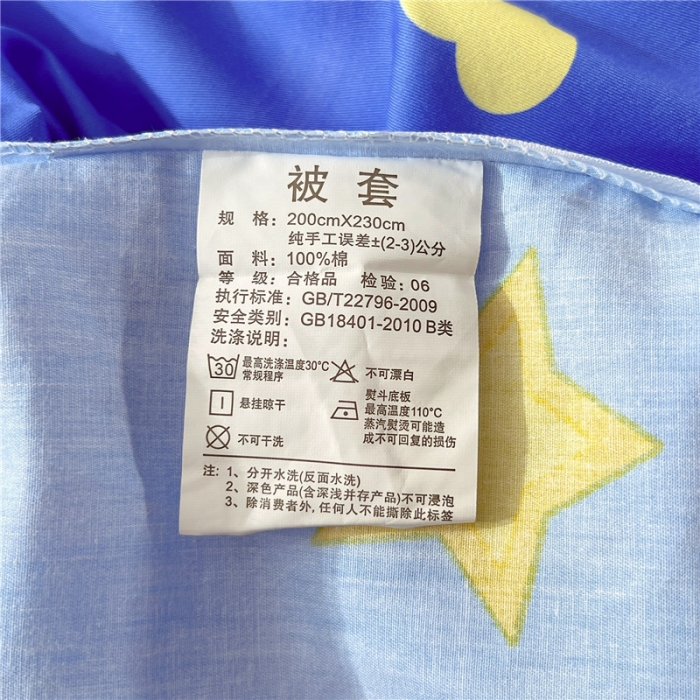 被 套
规 格：200cmX230cm
纯手工误差±(2-3)公分
面 料：100%棉
等 级：合格品 检验：06
执行标准：GB/T22796-2009
安全类别：GB18401-2010 B类
洗涤说明：
30 最高洗涤温度30°C
常规程序
不可漂白
悬挂晾干
熨斗底板
最高温度110°C
蒸汽熨烫可能造
成不可回复的损伤
不可干洗
注：1、分开水洗(反面水洗)
2、深色产品(含深浅并存产品)不可浸泡
3、除消费者外,任何人不能撕除此标签